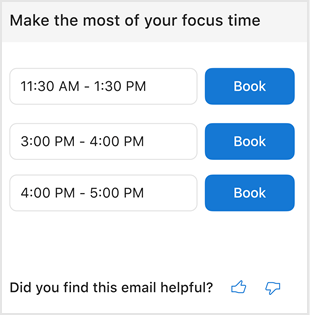 Make the most of your focus time
11:30 AM - 1:30 PM Book
3:00 PM - 4:00 PM Book
4:00 PM - 5:00 PM Book
Did you find this email helpful?